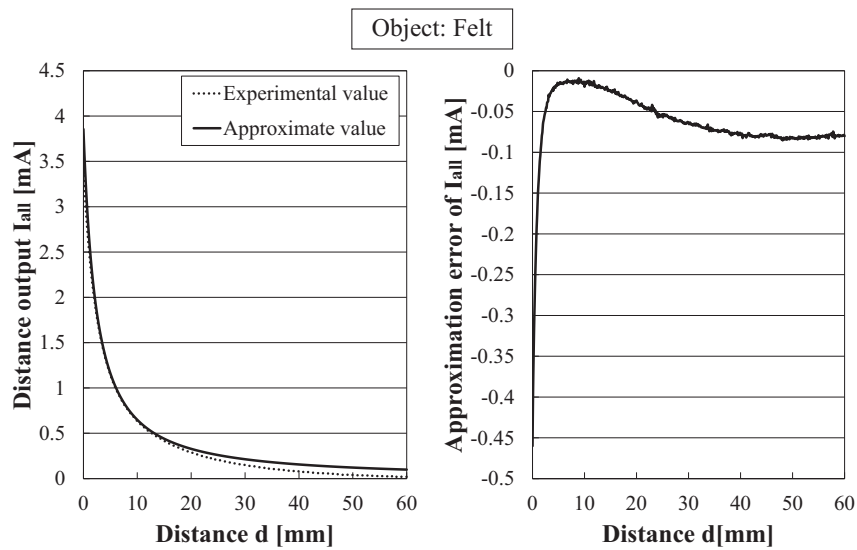 Object: Felt
Distance output Iall [mA]
4.5
4
3.5
3
2.5
2
1.5
1
0.5
0
Experimental value
Approximate value
0 10 20 30 40 50 60
Distance d [mm]
Approximation error of Iall [mA]
0
-0.05
-0.1
-0.15
-0.2
-0.25
-0.3
-0.35
-0.4
-0.45
-0.5
0 10 20 30 40 50 60
Distance d[mm]